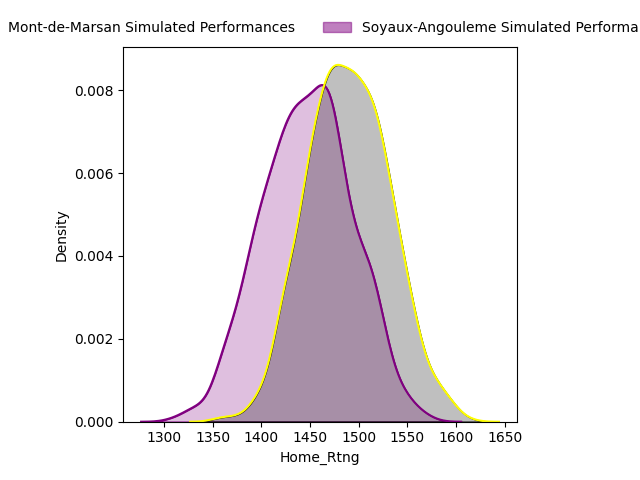 Mont-de-Marsan Simulated Performances Soyaux-Angouleme Simulated Performa
0.008
0.006
0.004
0.002
0.000
Density
1300 1350 1400 1450 1500 1550 1600 1650
Home_Rtng